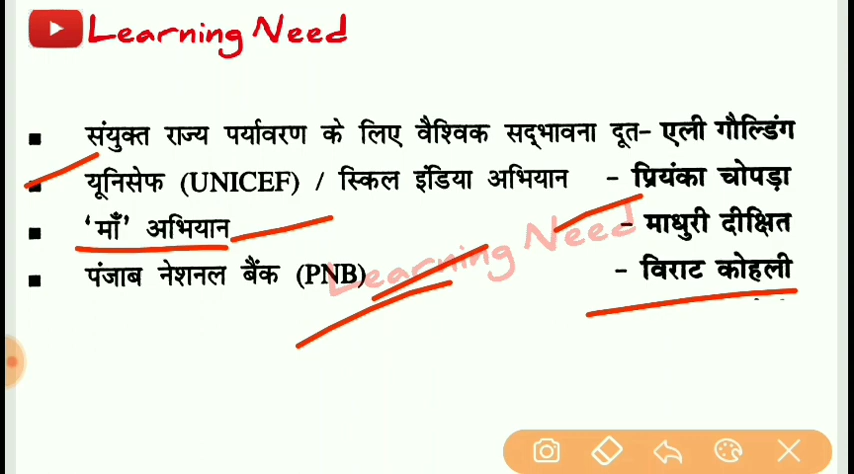 Learning Need
▪ संयुक्त राज्य पर्यावरण के लिए वैश्विक सद्‌भावना दूत– एली गौल्डिंग
▪ यूनिसेफ (UNICEF) / स्किल इंडिया अभियान – प्रियंका चोपड़ा
▪ ‘माँ’ अभियान – माधुरी दीक्षित
▪ पंजाब नेशनल बैंक (PNB) – विराट कोहली
Learning Need